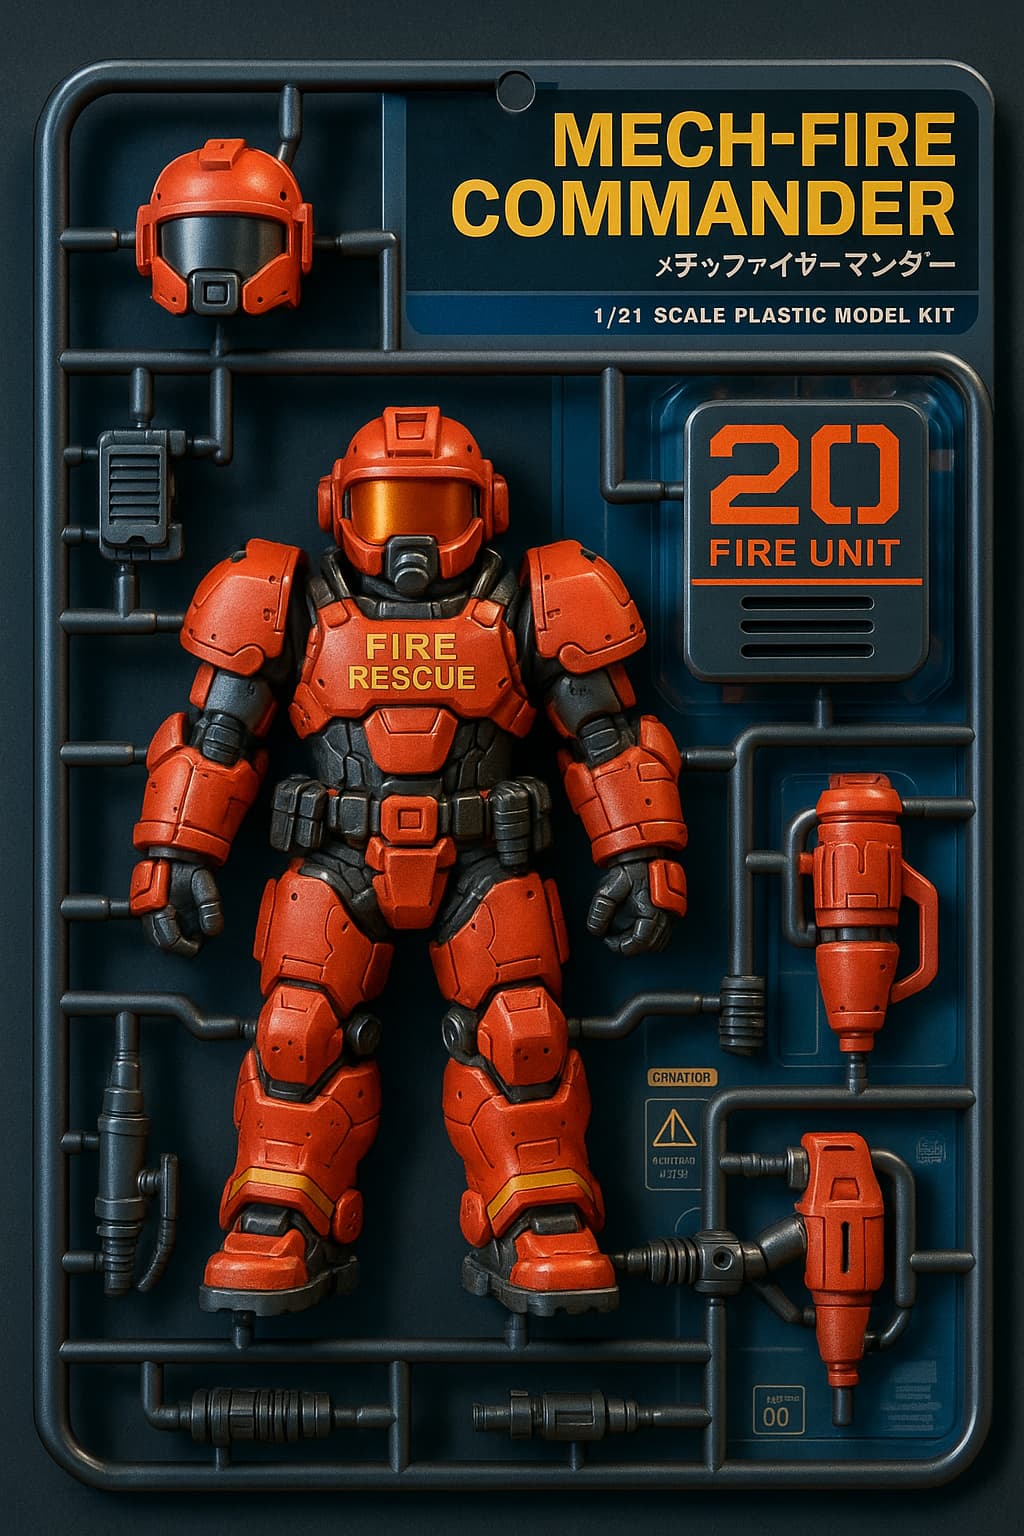 MECH-FIRE
COMMANDER
メチッファイヤーマンダー
1/21 SCALE PLASTIC MODEL KIT
20
FIRE UNIT
FIRE
RESCUE
00